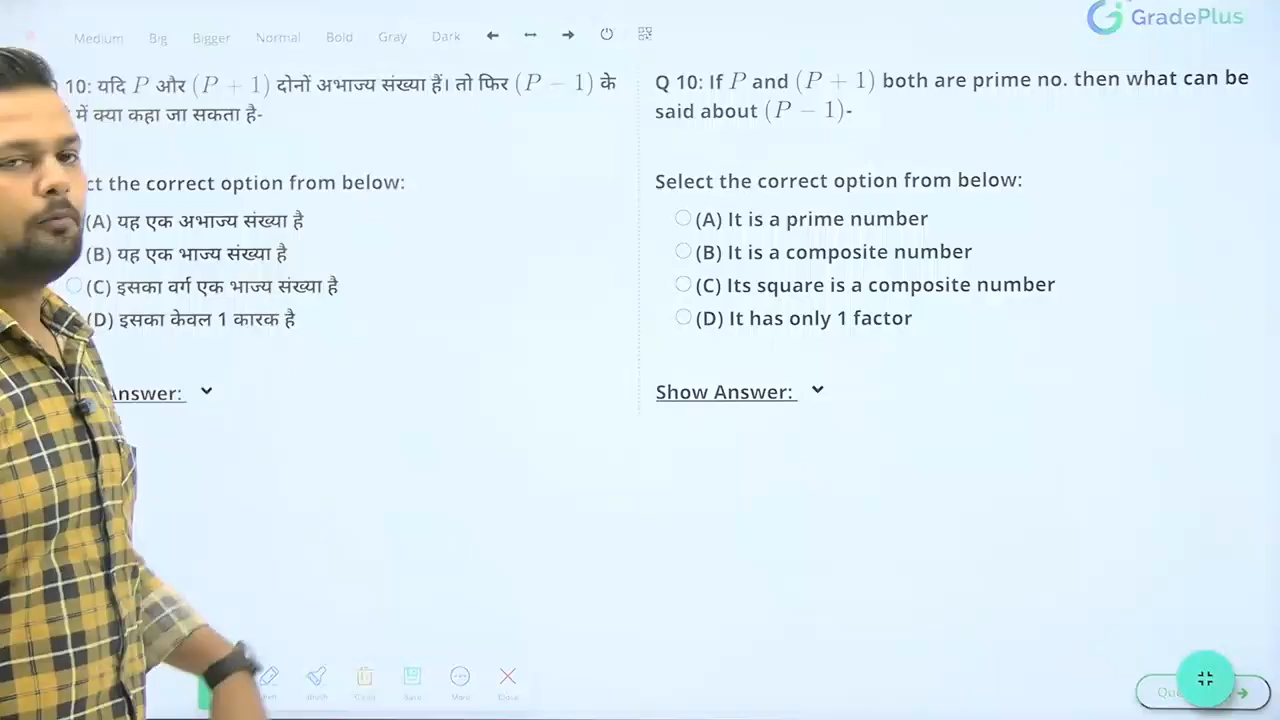 Medium Big Bigger Normal Bold Gray Dark
GradePlus
10: यदि P और (P + 1) दोनों अभाज्य संख्या हैं। तो फिर (P − 1) के
में क्या कहा जा सकता है-
ct the correct option from below:
(A) यह एक अभाज्य संख्या है
(B) यह एक भाज्य संख्या है
(C) इसका वर्ग एक भाज्य संख्या है
(D) इसका केवल 1 कारक है
nswer:
Q 10: If P and (P + 1) both are prime no. then what can be
said about (P − 1)-
Select the correct option from below:
(A) It is a prime number
(B) It is a composite number
(C) Its square is a composite number
(D) It has only 1 factor
Show Answer:
More Close